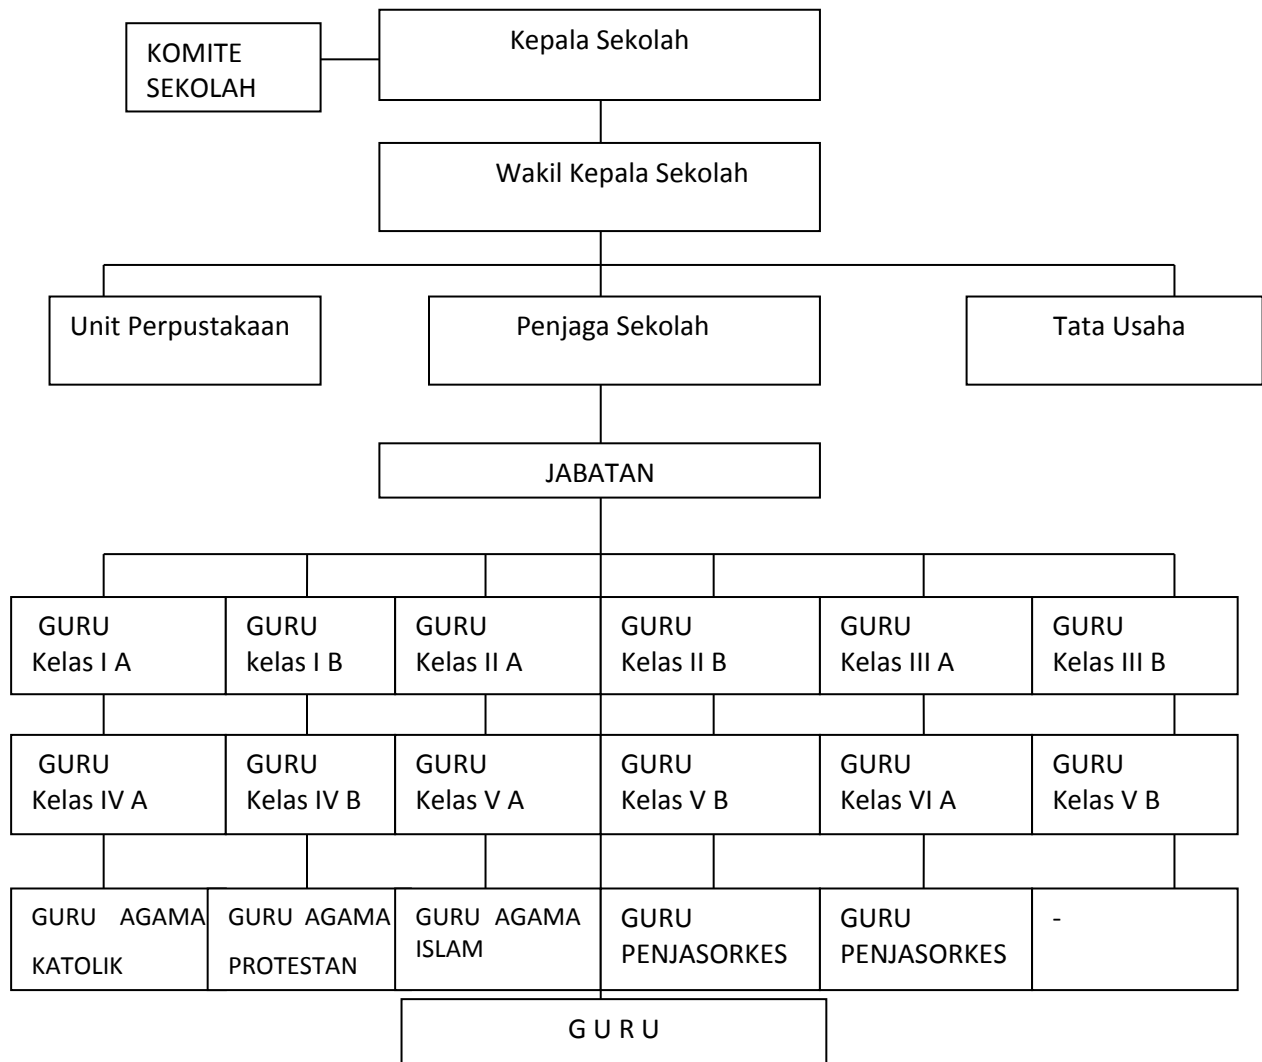 KOMITE
SEKOLAH
Kepala Sekolah
Wakil Kepala Sekolah
Unit Perpustakaan
Penjaga Sekolah
Tata Usaha
JABATAN
GURU
Kelas I A
GURU
kelas I B
GURU
Kelas II A
GURU
Kelas II B
GURU
Kelas III A
GURU
Kelas III B
GURU
Kelas IV A
GURU
Kelas IV B
GURU
Kelas V A
GURU
Kelas V B
GURU
Kelas VI A
GURU
Kelas V B
GURU AGAMA
KATOLIK
GURU AGAMA
PROTESTAN
GURU AGAMA
ISLAM
GURU
PENJASORKES
GURU
PENJASORKES
-
G U R U